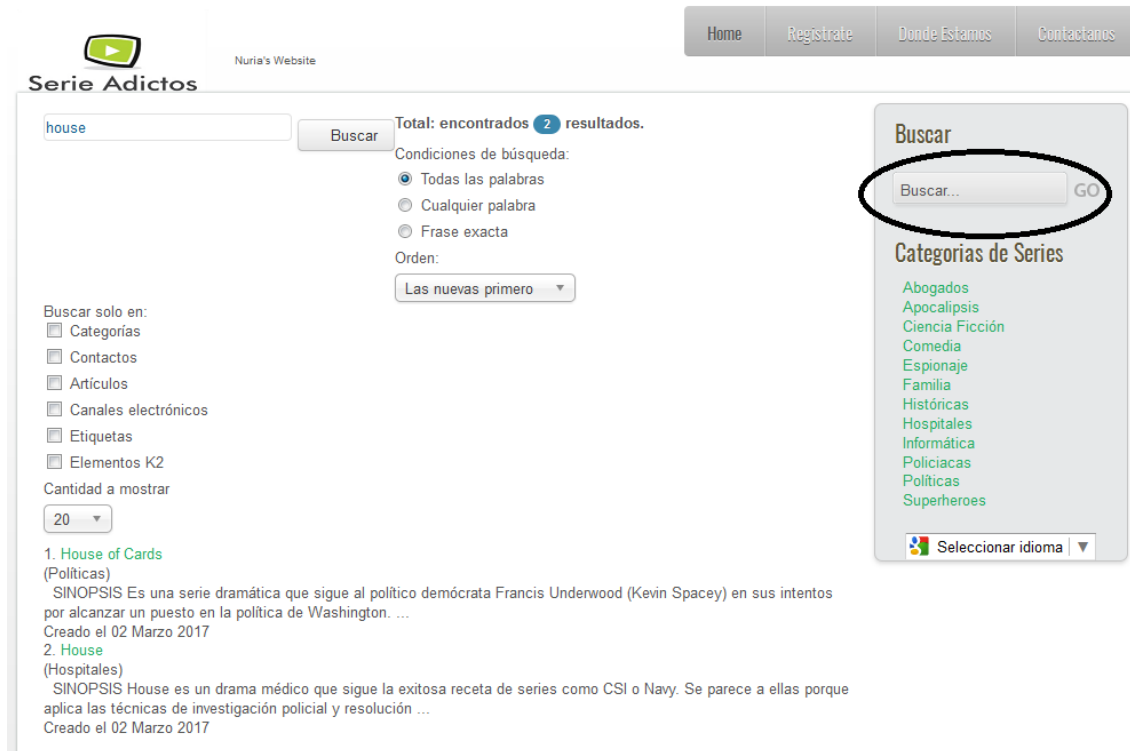 Serie Adictos
Nuria's Website
Home
Registrate
Donde Estamos
Contactanos
house
Buscar
Total: encontrados 2 resultados.
Condiciones de búsqueda:
Todas las palabras
Cualquier palabra
Frase exacta
Orden:
Las nuevas primero
Buscar solo en:
Categorías
Contactos
Artículos
Canales electrónicos
Etiquetas
Elementos K2
Cantidad a mostrar
20
1. House of Cards
(Políticas)
SINOPSIS Es una serie dramática que sigue al político demócrata Francis Underwood (Kevin Spacey) en sus intentos
por alcanzar un puesto en la política de Washington. ...
Creado el 02 Marzo 2017
2. House
(Hospitales)
SINOPSIS House es un drama médico que sigue la exitosa receta de series como CSI o Navy. Se parece a ellas porque
aplica las técnicas de investigación policial y resolución ...
Creado el 02 Marzo 2017
Buscar
Buscar...
GO
Categorias de Series
Abogados
Apocalipsis
Ciencia Ficción
Comedia
Espionaje
Familia
Históricas
Hospitales
Informática
Policiacas
Políticas
Superheroes
Seleccionar idioma